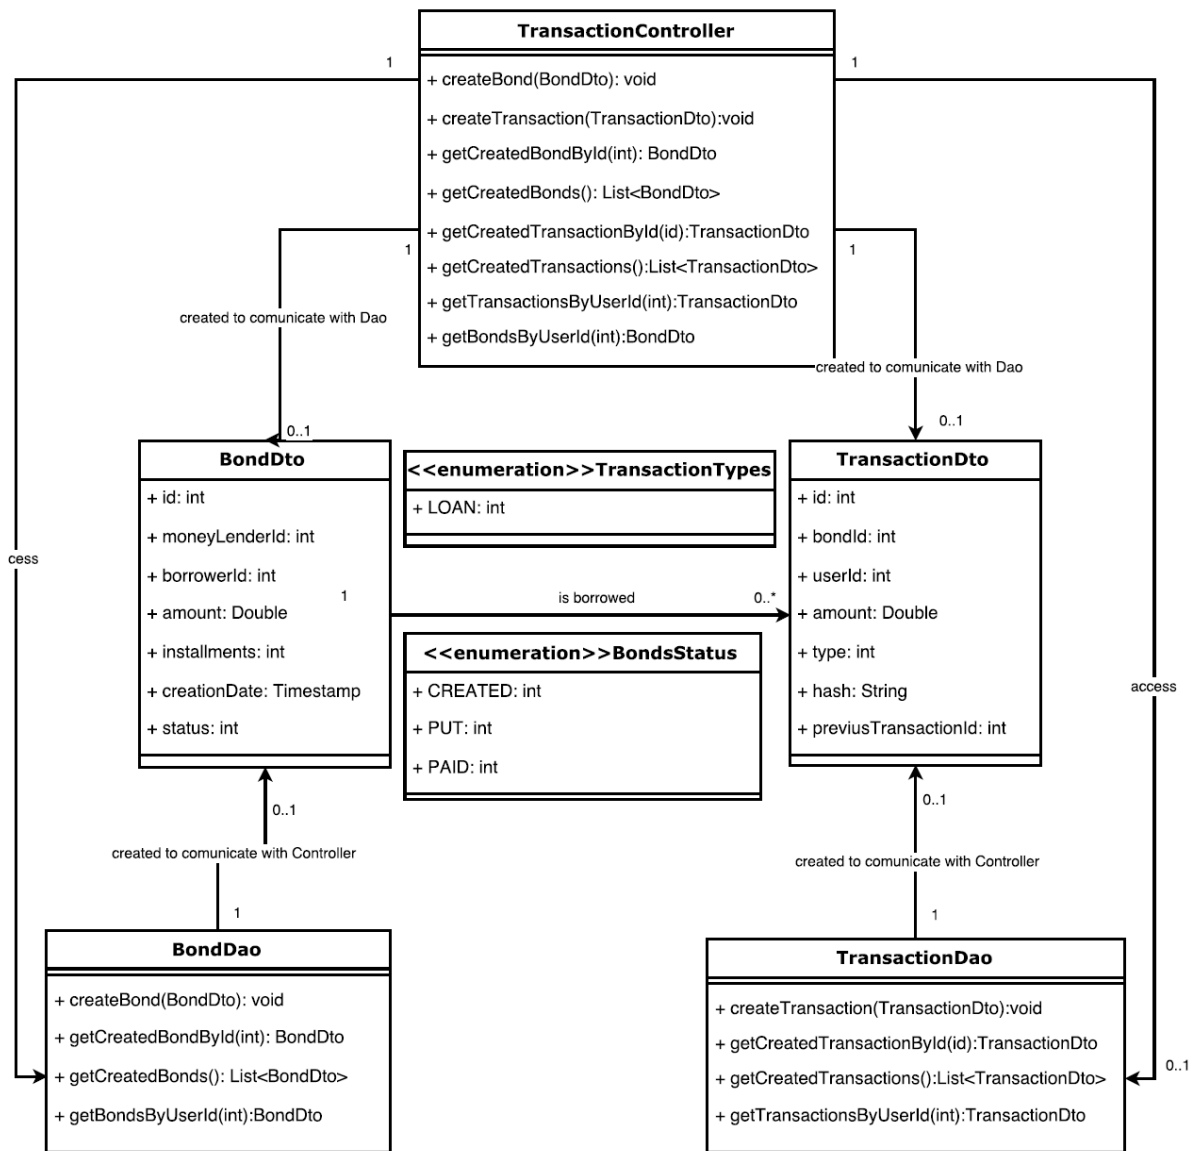 TransactionController
1
1
+ createBond(BondDto): void
+ createTransaction(TransactionDto):void
+ getCreatedBondById(int): BondDto
+ getCreatedBonds(): List<BondDto>
+ getCreatedTransactionById(id):TransactionDto
+ getCreatedTransactions():List<TransactionDto>
+ getTransactionsByUserId(int):TransactionDto
+ getBondsByUserId(int):BondDto
1
1
created to comunicate with Dao
created to comunicate with Dao
0..1
0..1
BondDto
+ id: int
+ moneyLenderId: int
+ borrowerId: int
+ amount: Double
+ installments: int
+ creationDate: Timestamp
+ status: int
<<enumeration>>TransactionTypes
+ LOAN: int
TransactionDto
+ id: int
+ bondId: int
+ userId: int
+ amount: Double
+ type: int
+ hash: String
+ previusTransactionId: int
cess
1
is borrowed
0..*
<<enumeration>>BondsStatus
+ CREATED: int
+ PUT: int
+ PAID: int
access
0..1
0..1
created to comunicate with Controller
created to comunicate with Controller
1
1
BondDao
+ createBond(BondDto): void
+ getCreatedBondById(int): BondDto
+ getCreatedBonds(): List<BondDto>
+ getBondsByUserId(int):BondDto
TransactionDao
+ createTransaction(TransactionDto):void
+ getCreatedTransactionById(id):TransactionDto
+ getCreatedTransactions():List<TransactionDto>
+ getTransactionsByUserId(int):TransactionDto
0..1